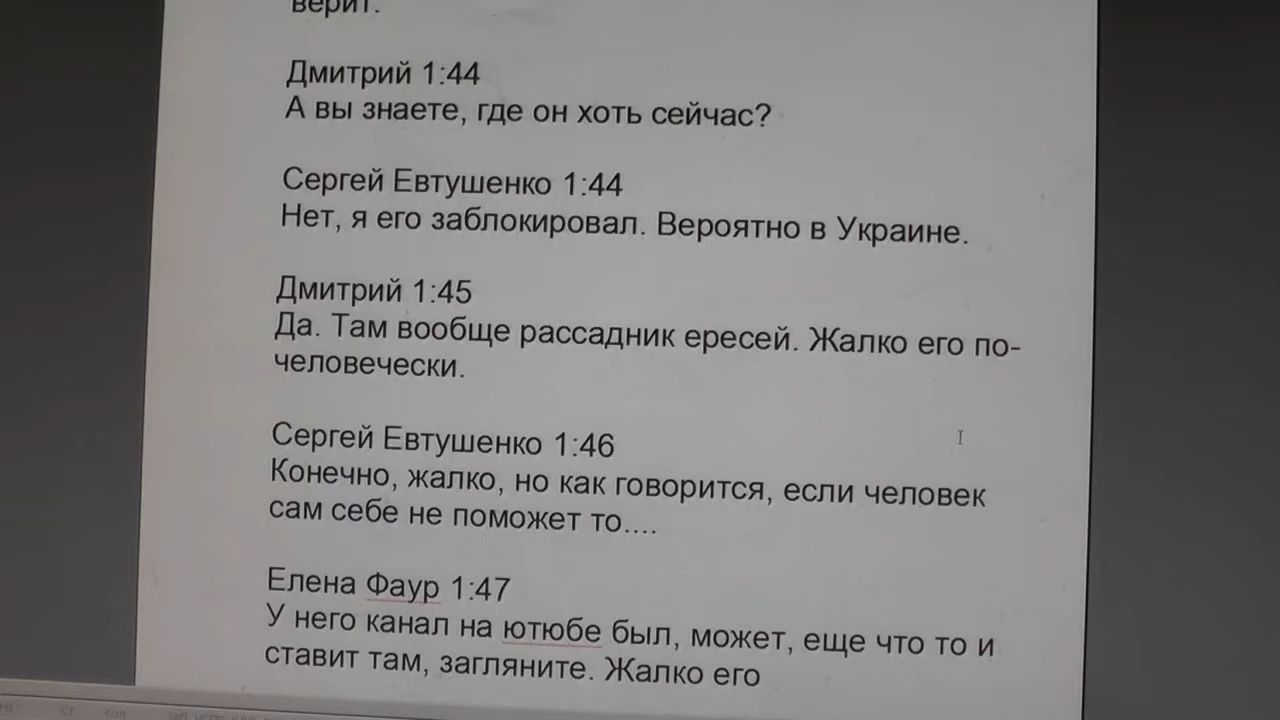 верит.
Дмитрий 1:44
А вы знаете, где он хоть сейчас?
Сергей Евтушенко 1:44
Нет, я его заблокировал. Вероятно в Украине.
Дмитрий 1:45
Да. Там вообще рассадник ересей. Жалко его по-
человечески.
Сергей Евтушенко 1:46
Конечно, жалко, но как говорится, если человек
сам себе не поможет то....
Елена Фаур 1:47
У него канал на ютюбе был, может, еще что то и
ставит там, загляните. Жалко его